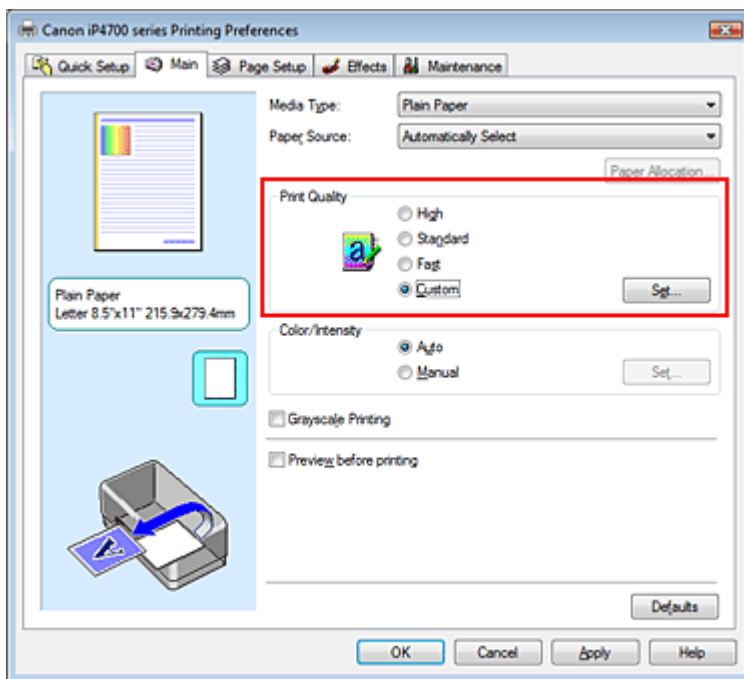 Canon iP4700 series Printing Preferences
Quick Setup Main Page Setup Effects Maintenance
Media Type: Plain Paper
Paper Source: Automatically Select
Paper Allocation...
Print Quality
High
Standard
a
Fast
Custom Set...
Plain Paper
Letter 8.5"x11" 215.9x279.4mm
Color/Intensity
Auto
Manual Set...
Grayscale Printing
Preview before printing
A
Defaults
OK Cancel Apply Help